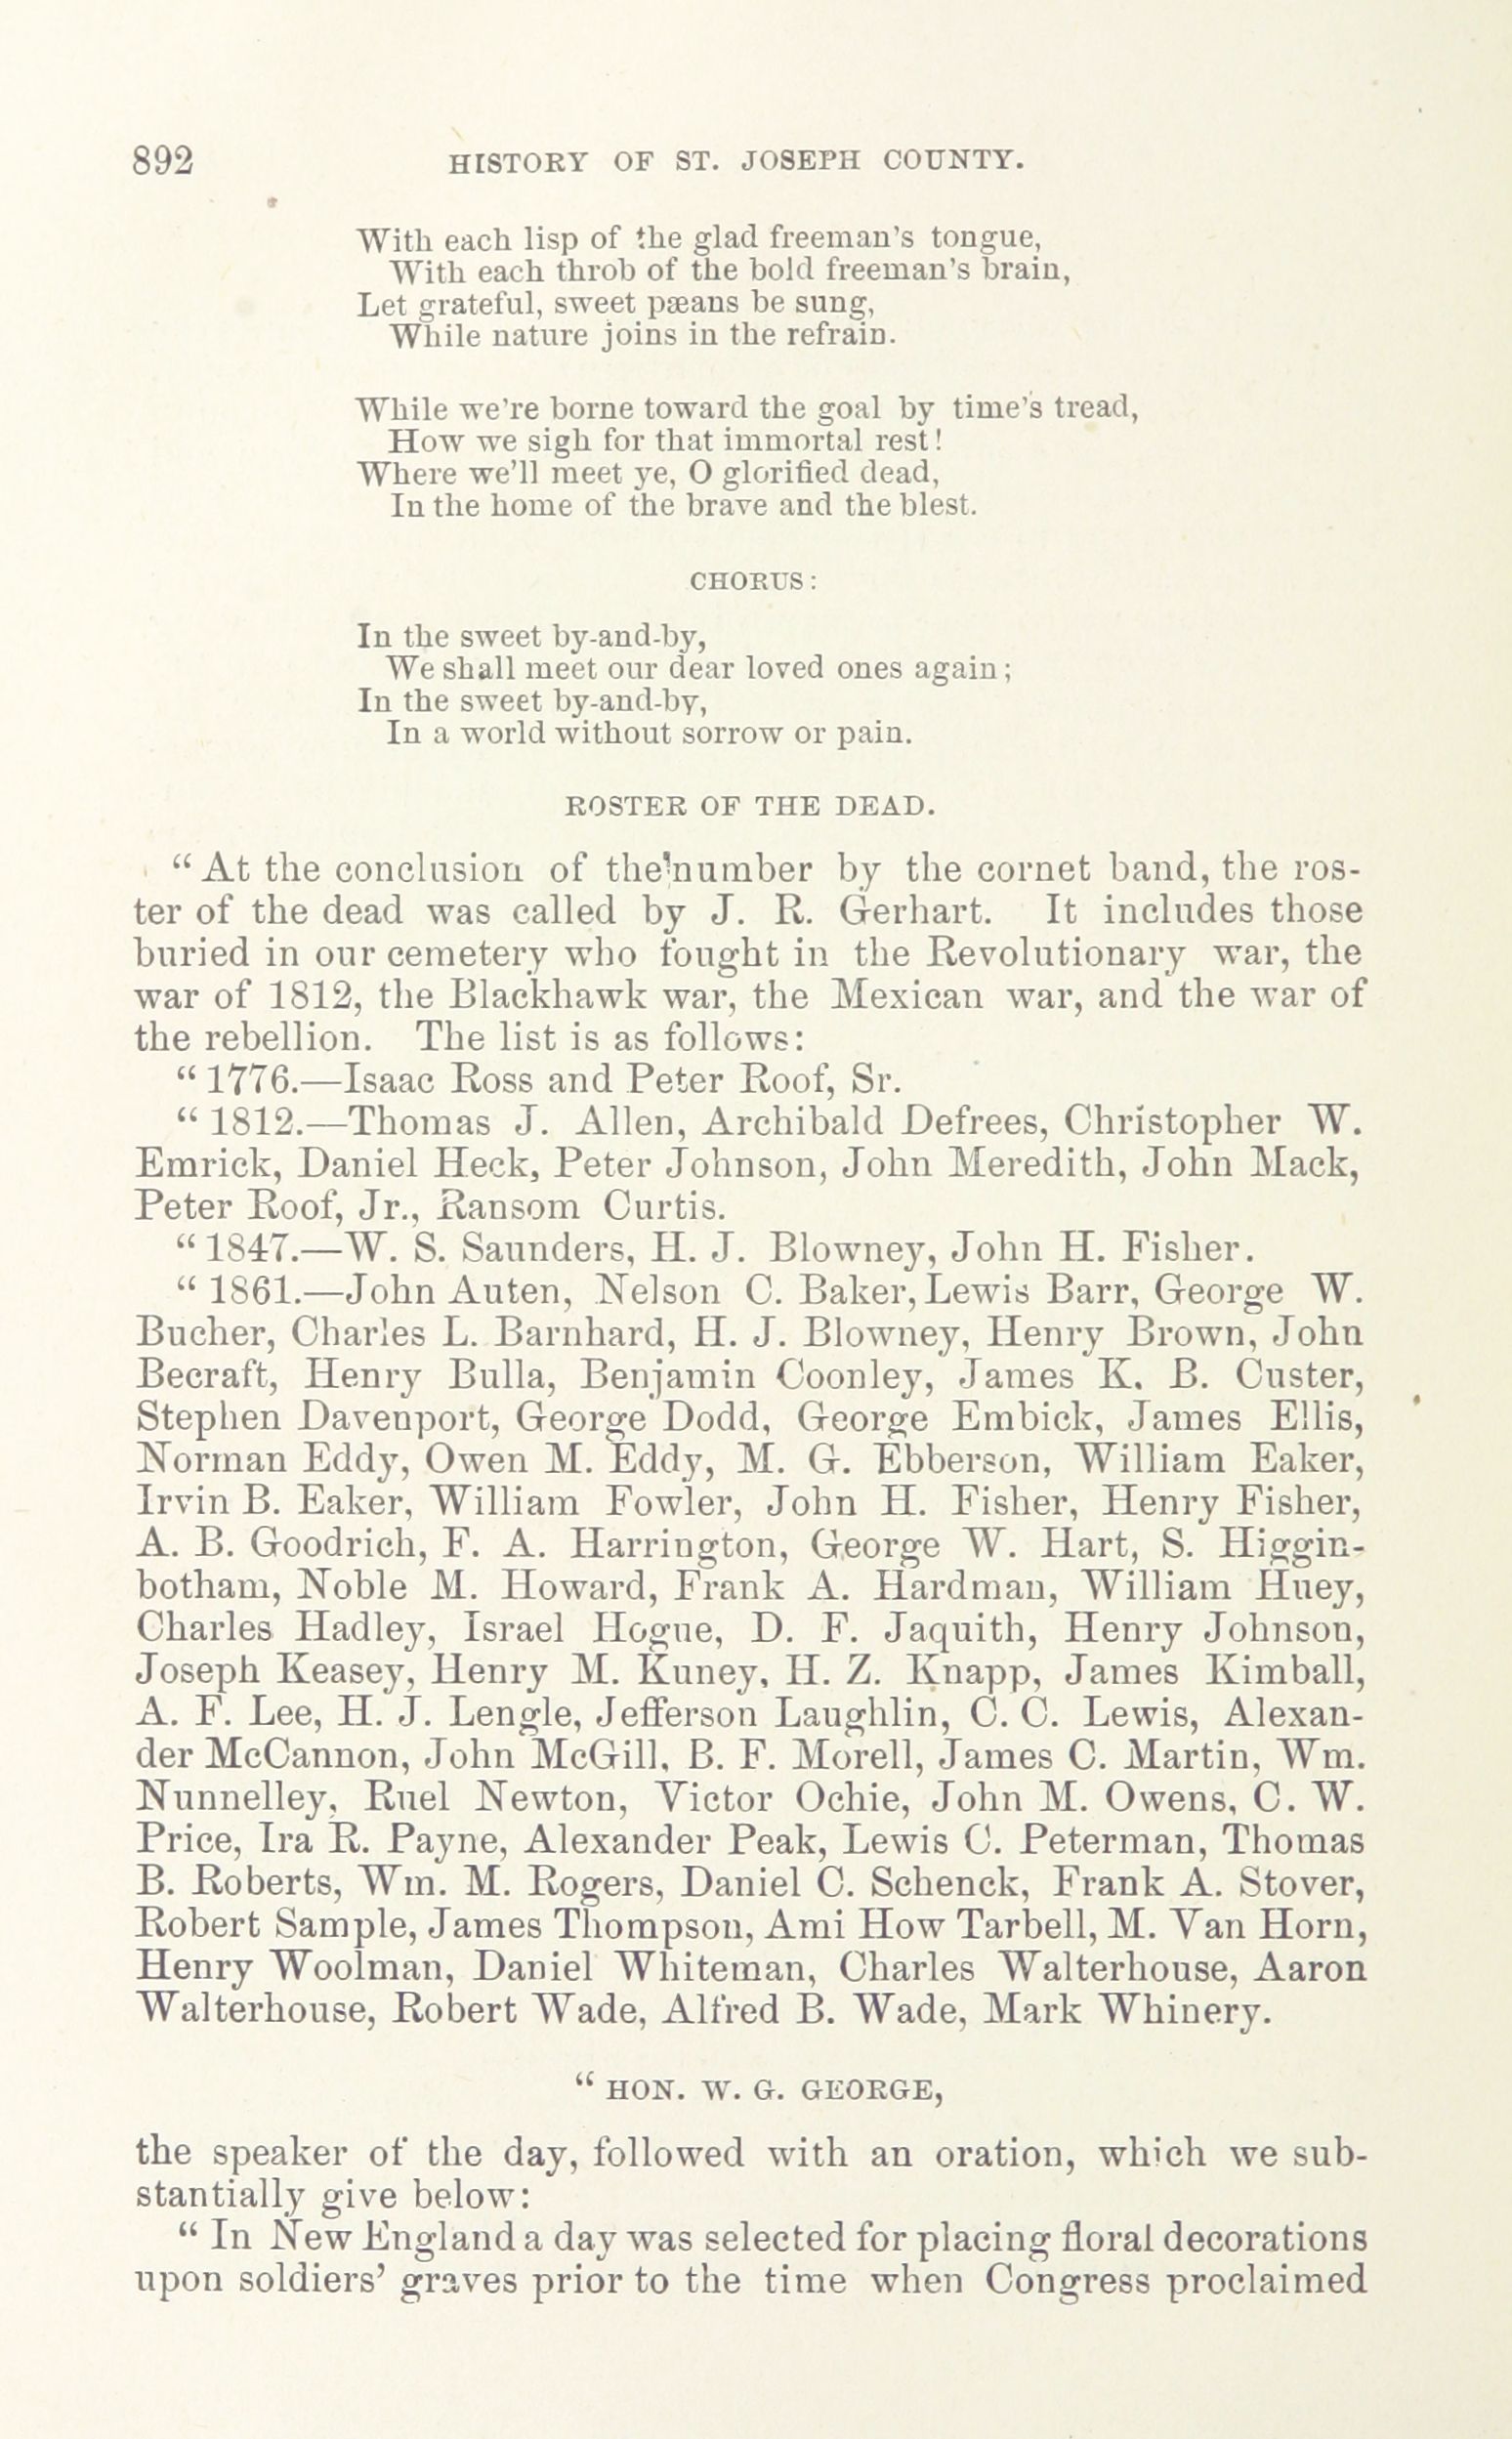 892 HISTORY OF ST. JOSEPH COUNTY.
With each lisp of the glad freeman's tongue,
With each throb of the bold freeman's brain,
Let grateful, sweet pæans be sung,
While nature joins in the refrain.
While we're borne toward the goal by time's tread,
How we sigh for that immortal rest!
Where we'll meet ye, O glorified dead,
In the home of the brave and the blest.
CHORUS:
In the sweet by-and-by,
We shall meet our dear loved ones again;
In the sweet by-and-by,
In a world without sorrow or pain.
ROSTER OF THE DEAD.
"At the conclusion of the number by the cornet band, the ros-
ter of the dead was called by J. R. Gerhart. It includes those
buried in our cemetery who fought in the Revolutionary war, the
war of 1812, the Blackhawk war, the Mexican war, and the war of
the rebellion. The list is as follows:
"1776.—Isaac Ross and Peter Roof, Sr.
"1812.—Thomas J. Allen, Archibald Defrees, Christopher W.
Emrick, Daniel Heck, Peter Johnson, John Meredith, John Mack,
Peter Roof, Jr., Ransom Curtis.
"1847.—W. S. Saunders, H. J. Blowney, John H. Fisher.
"1861.—John Auten, Nelson C. Baker, Lewis Barr, George W.
Bucher, Charles L. Barnhard, H. J. Blowney, Henry Brown, John
Becraft, Henry Bulla, Benjamin Coonley, James K. B. Custer,
Stephen Davenport, George Dodd, George Embick, James Ellis,
Norman Eddy, Owen M. Eddy, M. G. Ebberson, William Eaker,
Irvin B. Eaker, William Fowler, John H. Fisher, Henry Fisher,
A. B. Goodrich, F. A. Harrington, George W. Hart, S. Higgin-
botham, Noble M. Howard, Frank A. Hardman, William Huey,
Charles Hadley, Israel Hogue, D. F. Jaquith, Henry Johnson,
Joseph Keasey, Henry M. Kuney, H. Z. Knapp, James Kimball,
A. F. Lee, H. J. Lengle, Jefferson Laughlin, C. C. Lewis, Alexan-
der McCannon, John McGill, B. F. Morell, James C. Martin, Wm.
Nunnelley, Ruel Newton, Victor Ochie, John M. Owens, C. W.
Price, Ira R. Payne, Alexander Peak, Lewis C. Peterman, Thomas
B. Roberts, Wm. M. Rogers, Daniel C. Schenck, Frank A. Stover,
Robert Sample, James Thompson, Ami How Tarbell, M. Van Horn,
Henry Woolman, Daniel Whiteman, Charles Walterhouse, Aaron
Walterhouse, Robert Wade, Alfred B. Wade, Mark Whinery.
"HON. W. G. GEORGE,
the speaker of the day, followed with an oration, which we sub-
stantially give below:
"In New England a day was selected for placing floral decorations
upon soldiers' graves prior to the time when Congress proclaimed